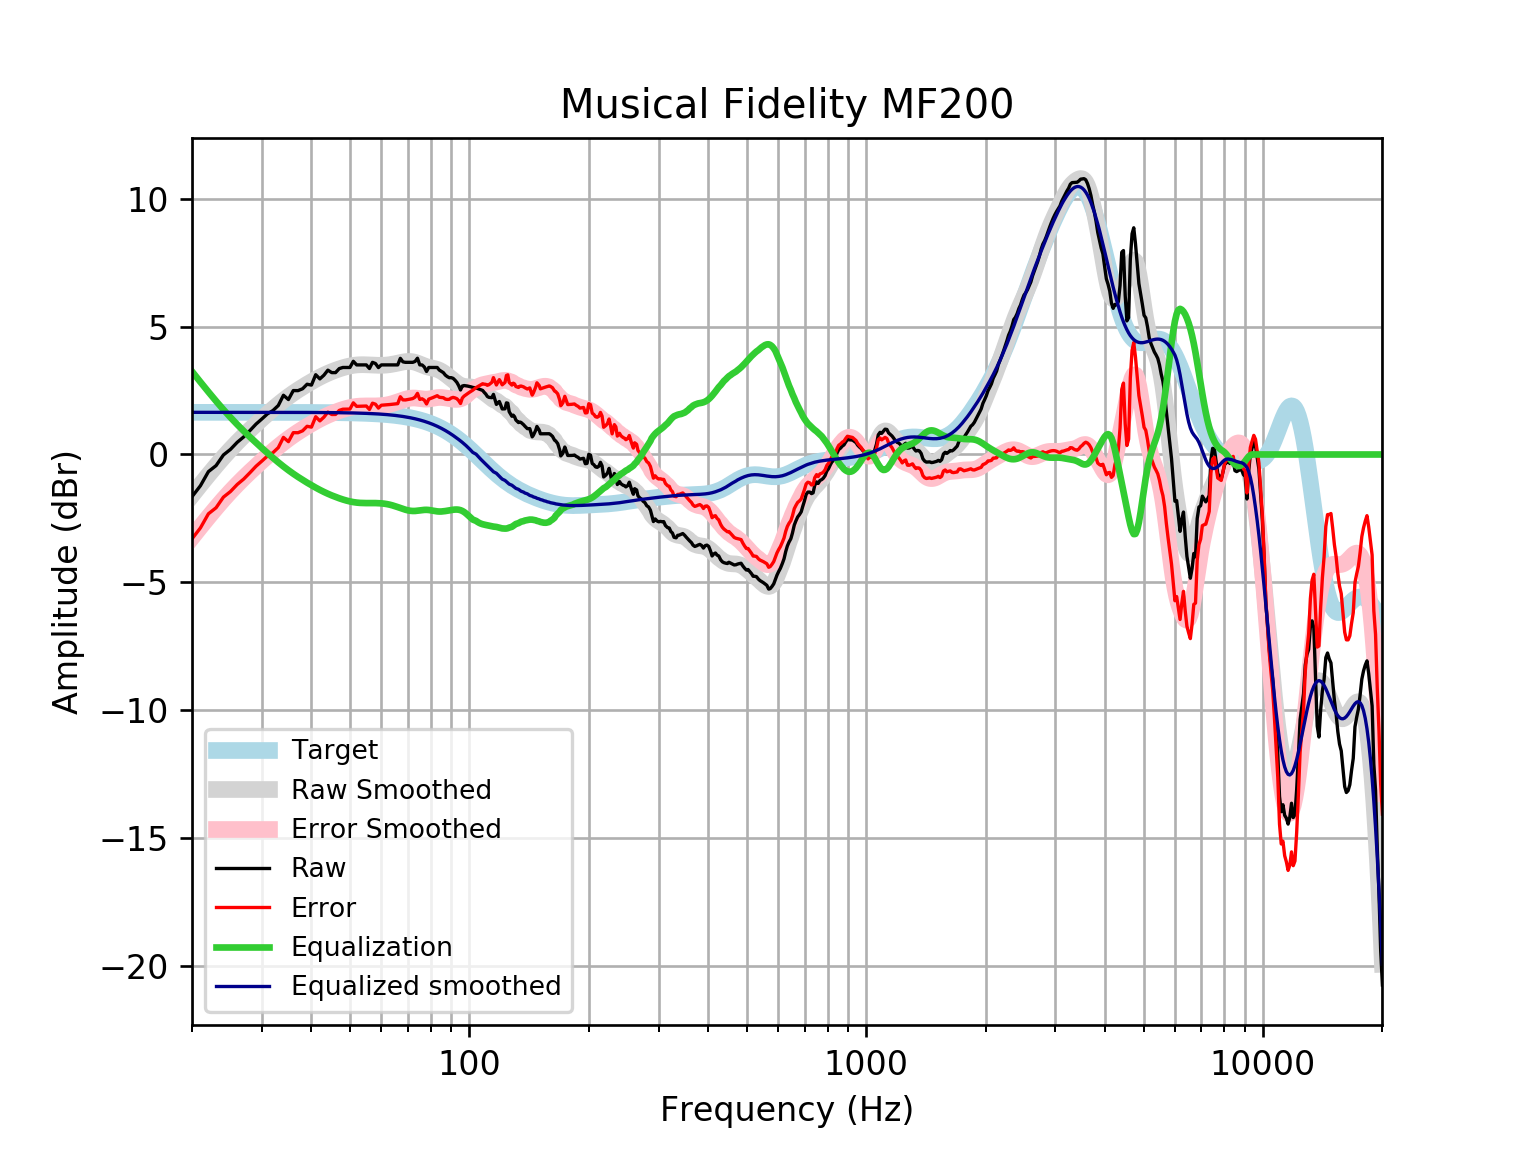 Musical Fidelity MF200
10
5
0
−5
−10
−15
−20
Amplitude (dBr)
Target
Raw Smoothed
Error Smoothed
Raw
Error
Equalization
Equalized smoothed
100
1000
10000
Frequency (Hz)